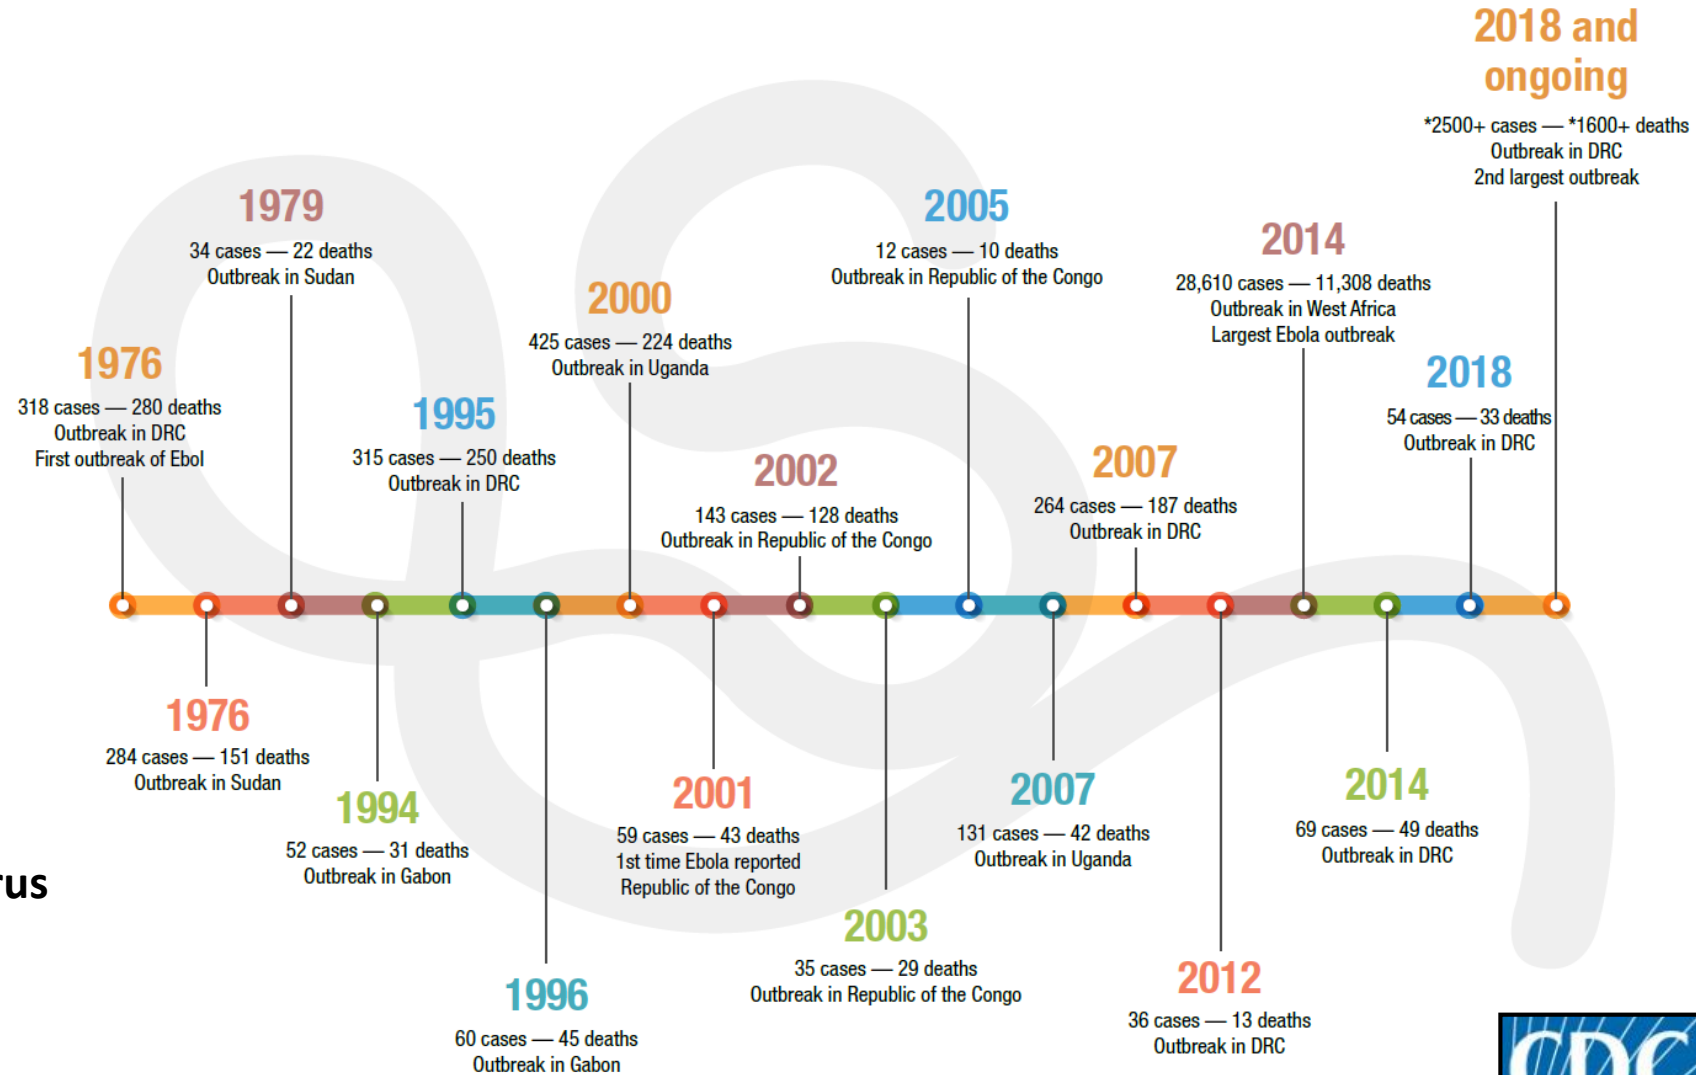 1976
318 cases — 280 deaths
Outbreak in DRC
First outbreak of Ebol
1976
284 cases — 151 deaths
Outbreak in Sudan
1979
34 cases — 22 deaths
Outbreak in Sudan
1994
52 cases — 31 deaths
Outbreak in Gabon
1995
315 cases — 250 deaths
Outbreak in DRC
1996
60 cases — 45 deaths
Outbreak in Gabon
2000
425 cases — 224 deaths
Outbreak in Uganda
2001
59 cases — 43 deaths
1st time Ebola reported
Republic of the Congo
2002
143 cases — 128 deaths
Outbreak in Republic of the Congo
2003
35 cases — 29 deaths
Outbreak in Republic of the Congo
2005
12 cases — 10 deaths
Outbreak in Republic of the Congo
2007
131 cases — 42 deaths
Outbreak in Uganda
2007
264 cases — 187 deaths
Outbreak in DRC
2012
36 cases — 13 deaths
Outbreak in DRC
2014
28,610 cases — 11,308 deaths
Outbreak in West Africa
Largest Ebola outbreak
2014
69 cases — 49 deaths
Outbreak in DRC
2018
54 cases — 33 deaths
Outbreak in DRC
2018 and
ongoing
*2500+ cases — *1600+ deaths
Outbreak in DRC
2nd largest outbreak
rus
CDC